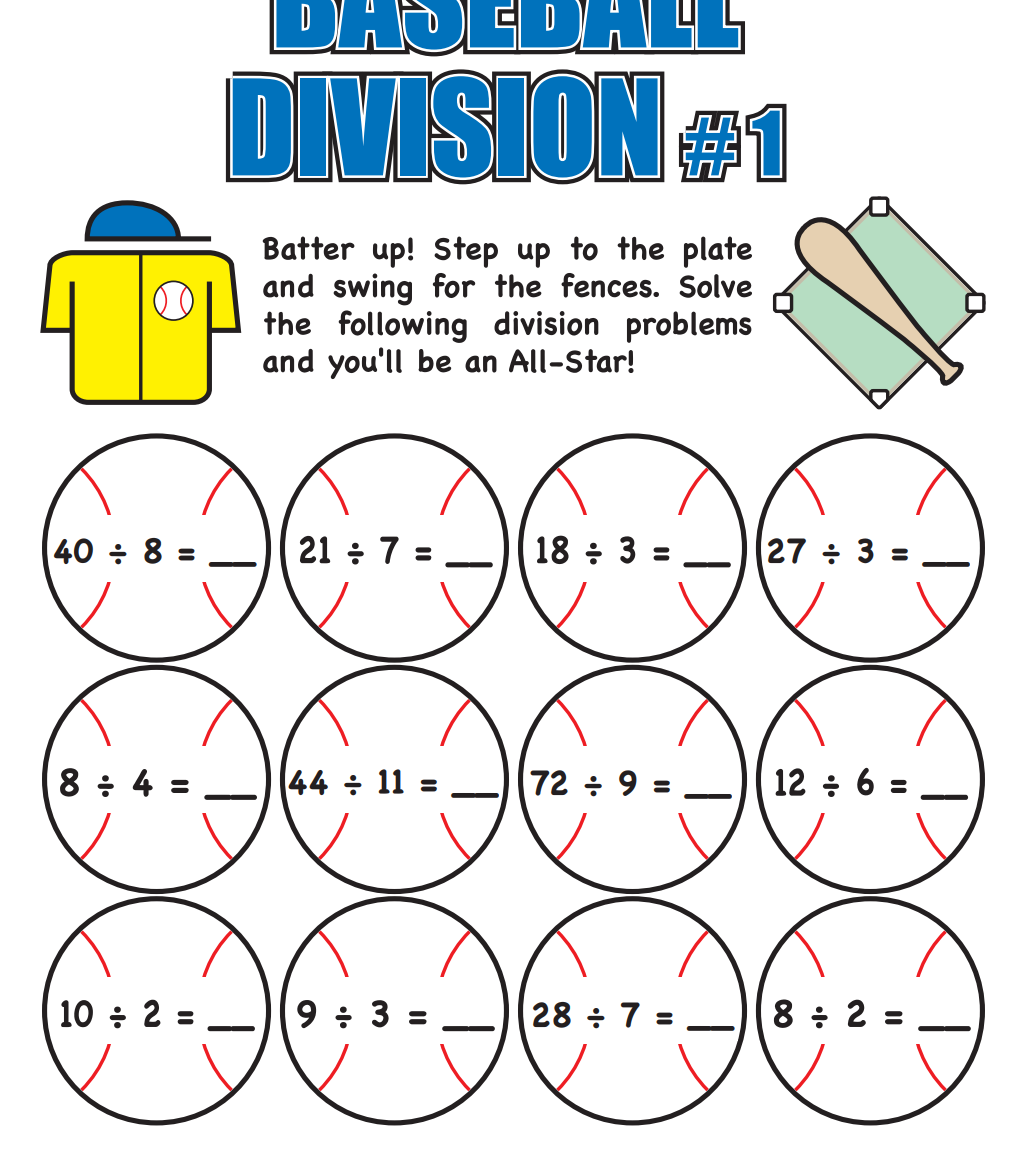 BASEBALL
DIVISION #1
Batter up! Step up to the plate
and swing for the fences. Solve
the following division problems
and you'll be an All-Star!
40 ÷ 8 = __ 21 ÷ 7 = __ 18 ÷ 3 = __ 27 ÷ 3 = __
8 ÷ 4 = __ 44 ÷ 11 = __ 72 ÷ 9 = __ 12 ÷ 6 = __
10 ÷ 2 = __ 9 ÷ 3 = __ 28 ÷ 7 = __ 8 ÷ 2 = __